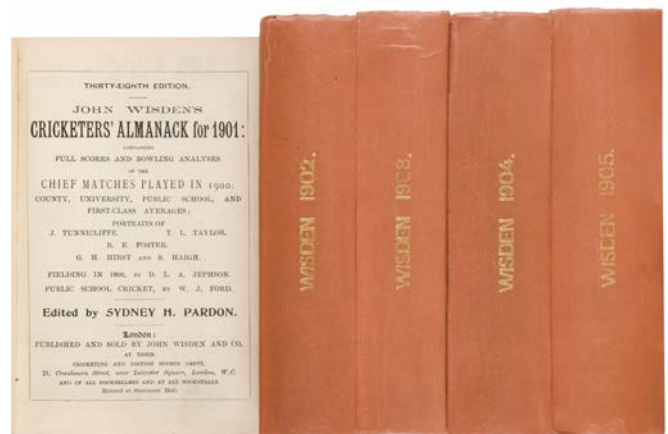 THIRTY-EIGHTH EDITION.
JOHN WISDEN'S
CRICKETERS' ALMANACK for 1901:
CONTAINING
FULL SCORES AND BOWLING ANALYSES
OF THE
CHIEF MATCHES PLAYED IN 1900:
COUNTY, UNIVERSITY, PUBLIC SCHOOL, AND
FIRST-CLASS AVERAGES;
PORTRAITS OF
J. TUNNICLIFFE. T. L. TAYLOR.
R. E. FOSTER.
G. H. HIRST AND S. HAIGH.
FIELDING IN 1900, BY D. L. A. JEPHSON.
PUBLIC SCHOOL CRICKET, BY W. J. FORD.
Edited by SYDNEY H. PARDON.
London:
PUBLISHED AND SOLD BY JOHN WISDEN AND CO.
AT THEIR
CRICKETING AND BRITISH SPORTS DEPOT,
21, Cranbourn Street, near Leicester Square, London, W.C.
AND OF ALL BOOKSELLERS AND AT ALL BOOKSTALLS.
Entered at Stationers' Hall.
WISDEN 1902.
WISDEN 1903.
WISDEN 1904.
WISDEN 1905.